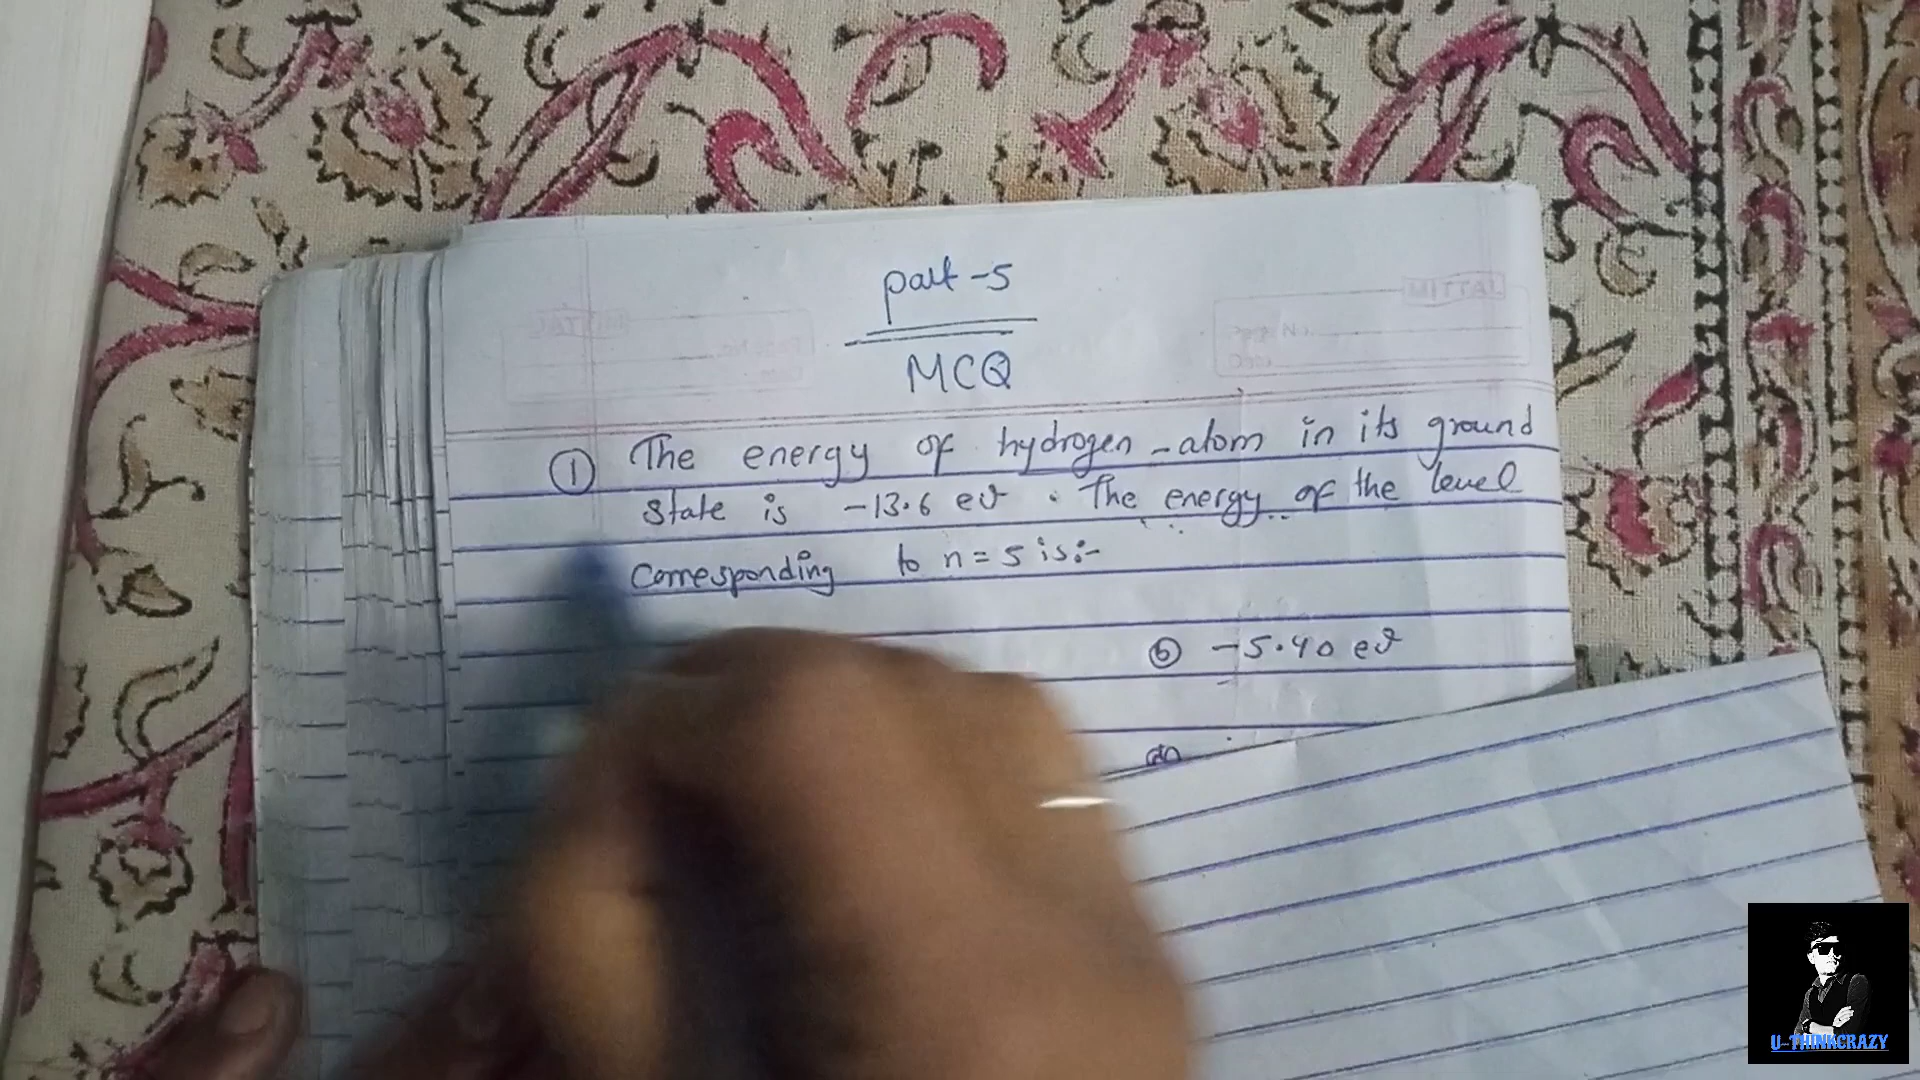 part-5
MCQ
① The energy of hydrogen-atom in its ground
state is -13.6 ev . The energy of the level
corresponding to n = 5 is:-
ⓑ -5.40 ev
U-THINKCRAZY